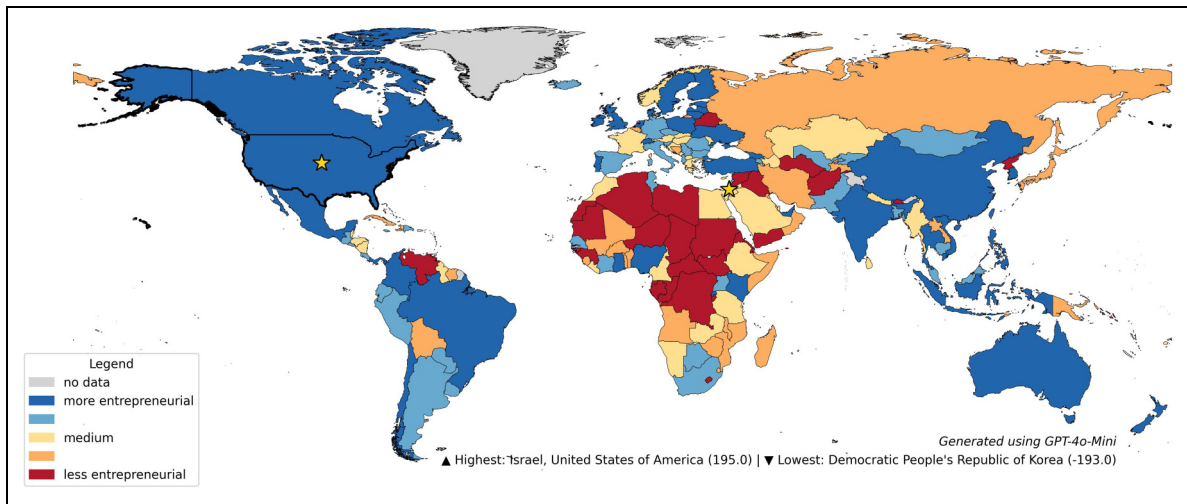 Legend
no data
more entrepreneurial
medium
less entrepreneurial
Generated using GPT-4o-Mini
▲ Highest: Israel, United States of America (195.0) | ▼ Lowest: Democratic People's Republic of Korea (-193.0)